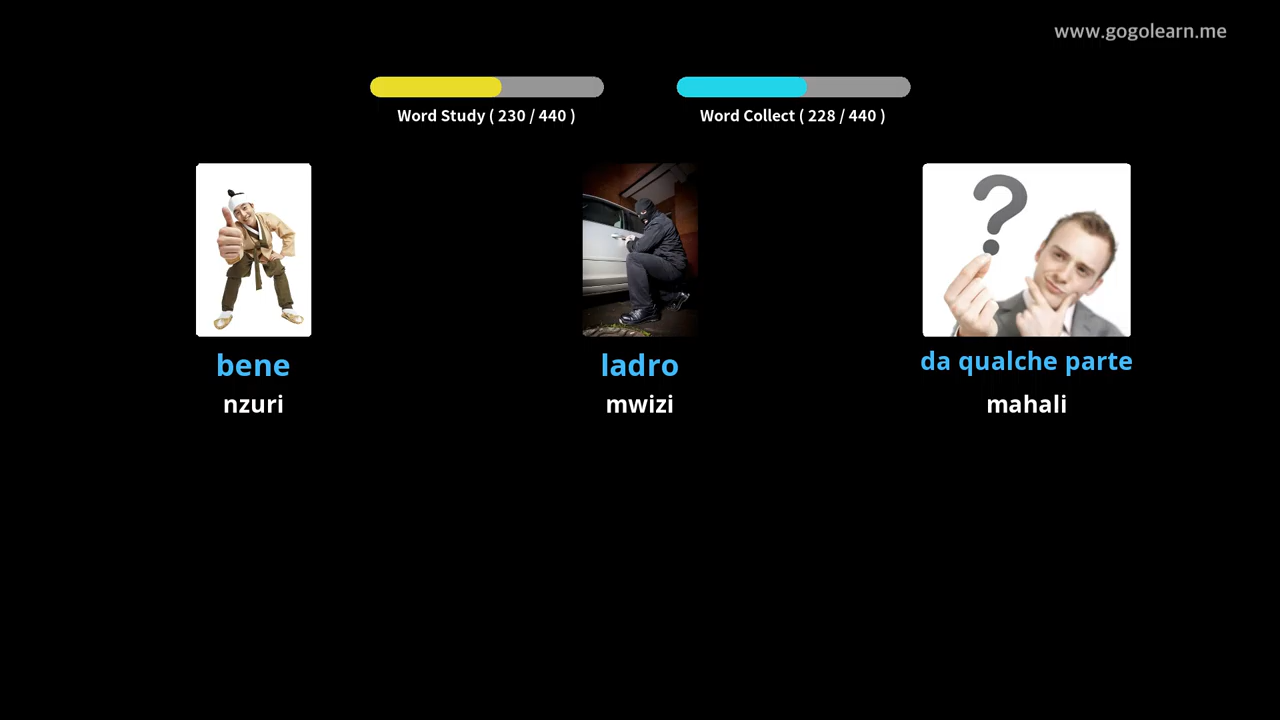 www.gogolearn.me
Word Study ( 230 / 440 )
Word Collect ( 228 / 440 )
bene
nzuri
ladro
mwizi
da qualche parte
mahali